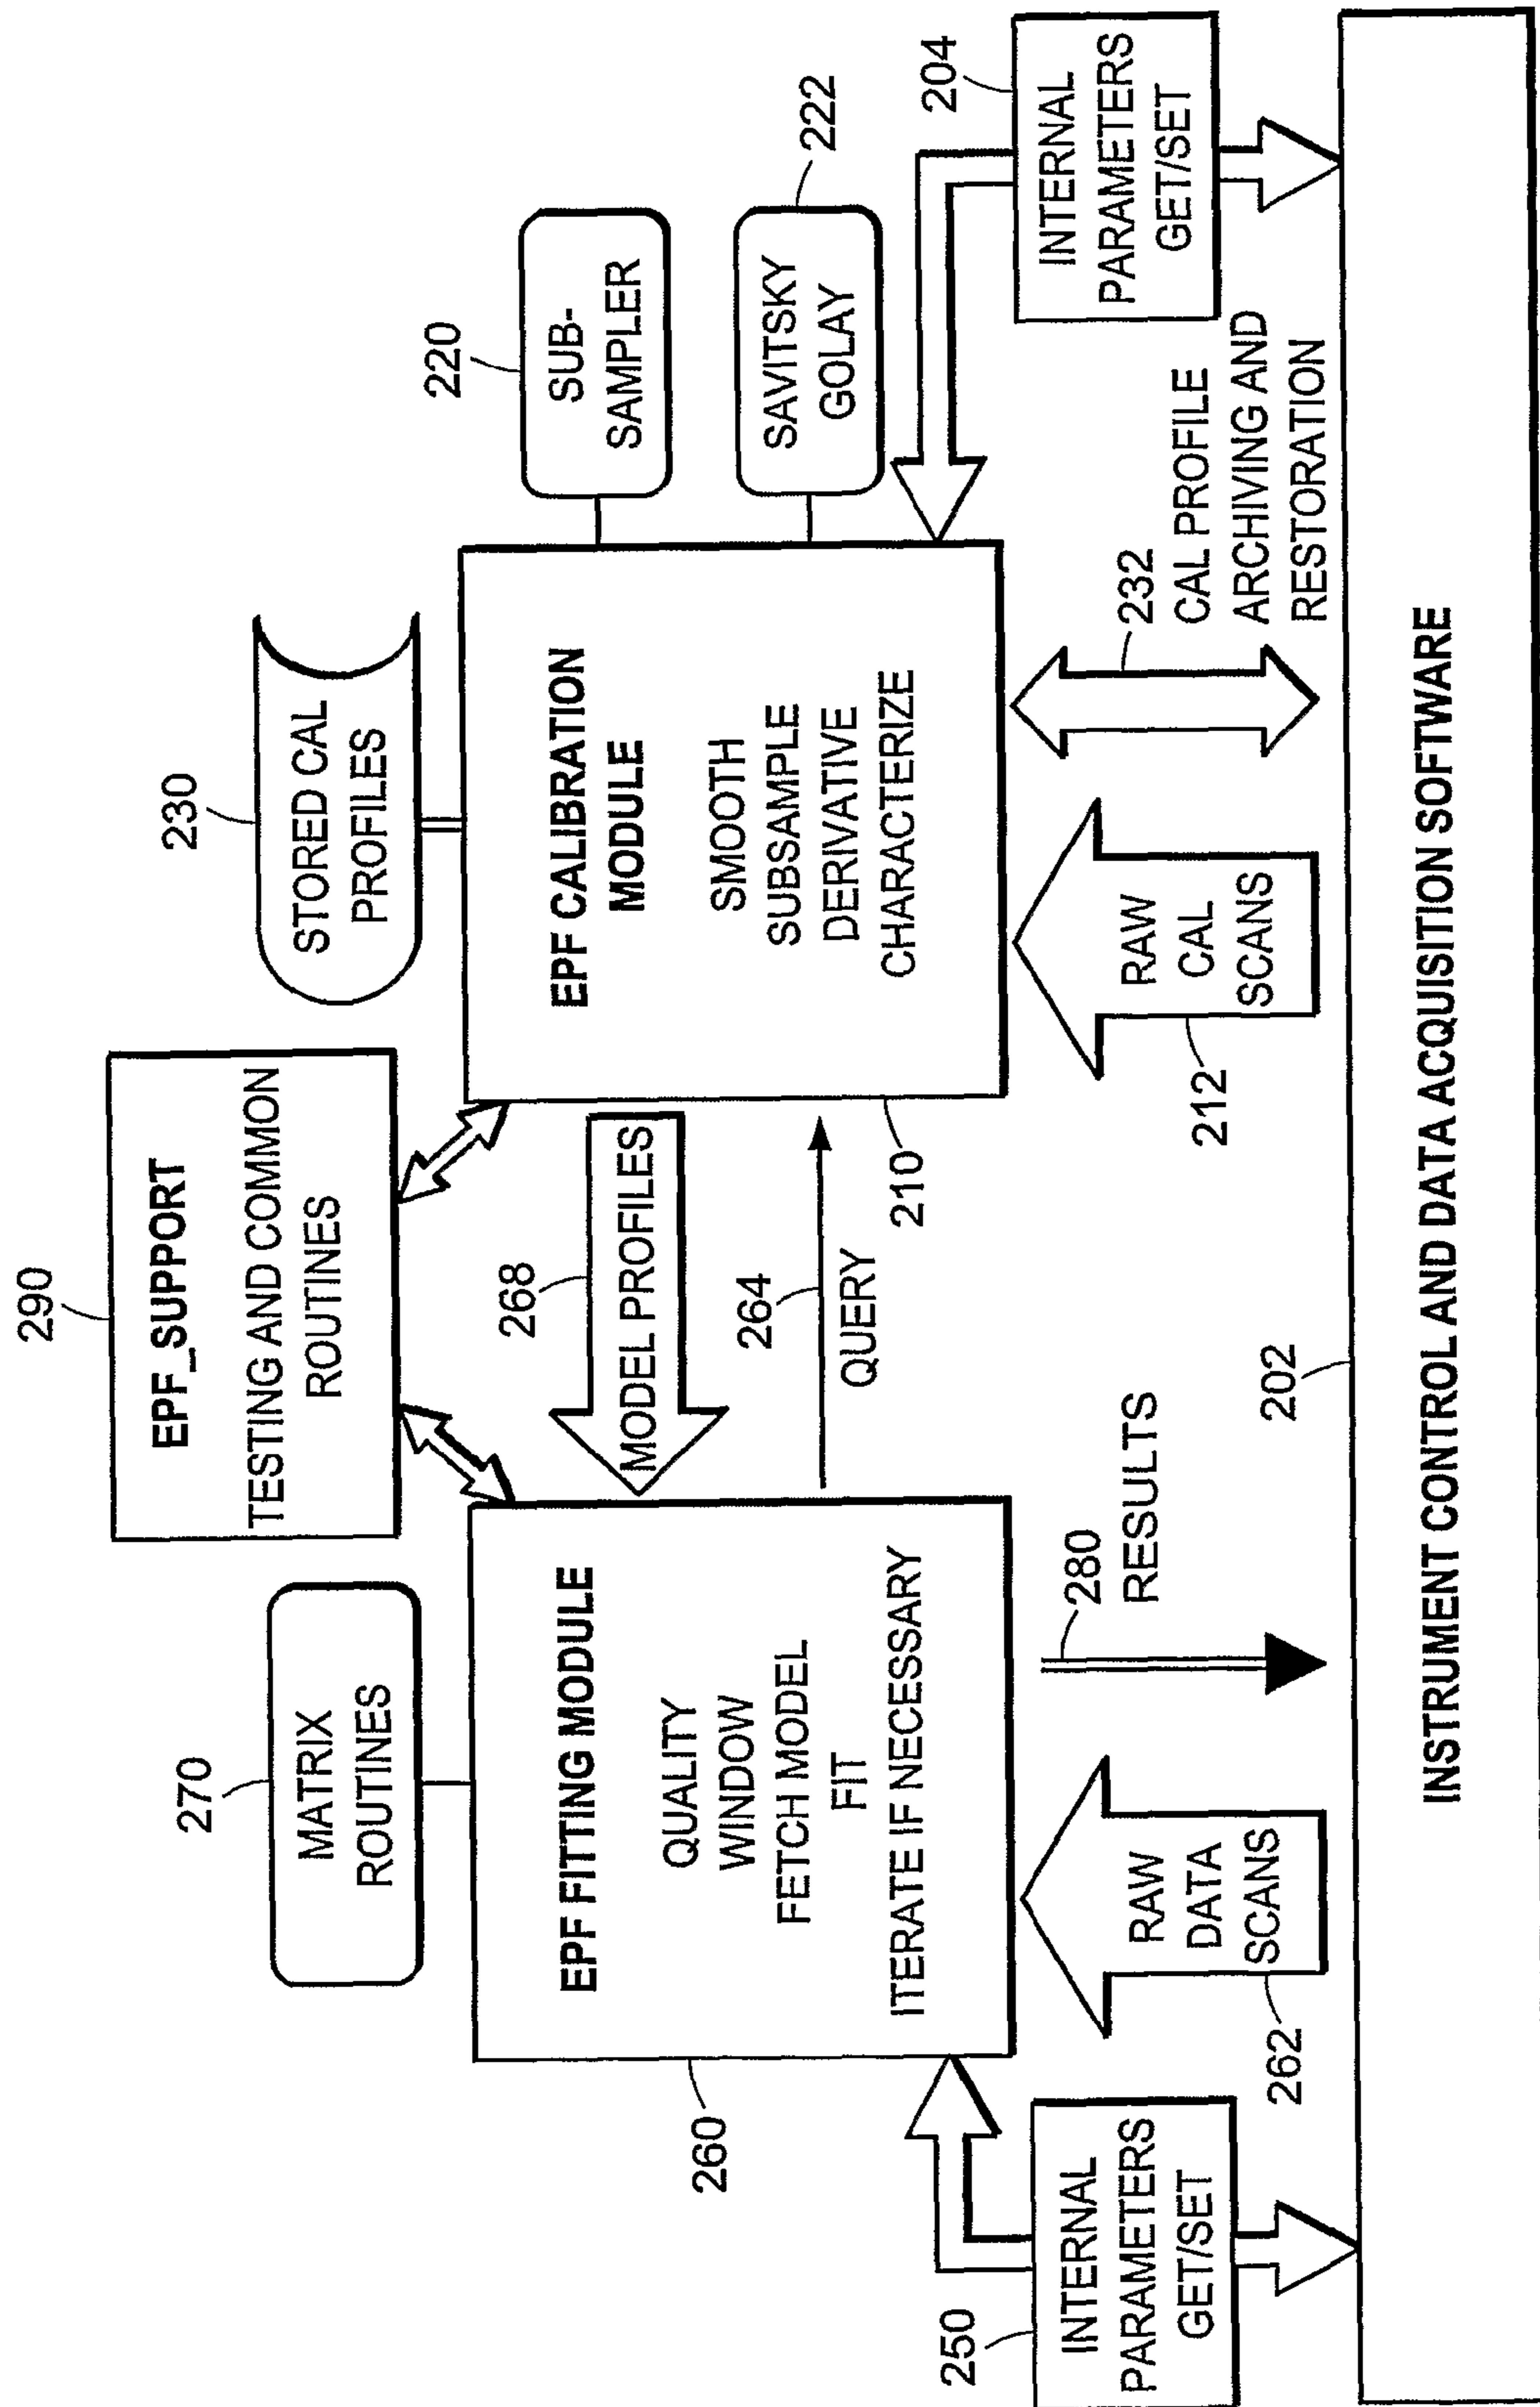 290
EPF_SUPPORT
TESTING AND COMMON
ROUTINES
270
MATRIX
ROUTINES
230
STORED CAL
PROFILES
260
EPF FITTING MODULE
QUALITY
WINDOW
FETCH MODEL
FIT
ITERATE IF NECESSARY
268
MODEL PROFILES
264
QUERY
210
EPF CALIBRATION
MODULE
SMOOTH
SUBSAMPLE
DERIVATIVE
CHARACTERIZE
220
SUB-
SAMPLER
222
SAVITSKY
GOLAY
250
INTERNAL
PARAMETERS
GET/SET
262
RAW
DATA
SCANS
280
RESULTS
212
RAW
CAL
SCANS
232
CAL PROFILE
ARCHIVING AND
RESTORATION
204
INTERNAL
PARAMETERS
GET/SET
202
INSTRUMENT CONTROL AND DATA ACQUISITION SOFTWARE